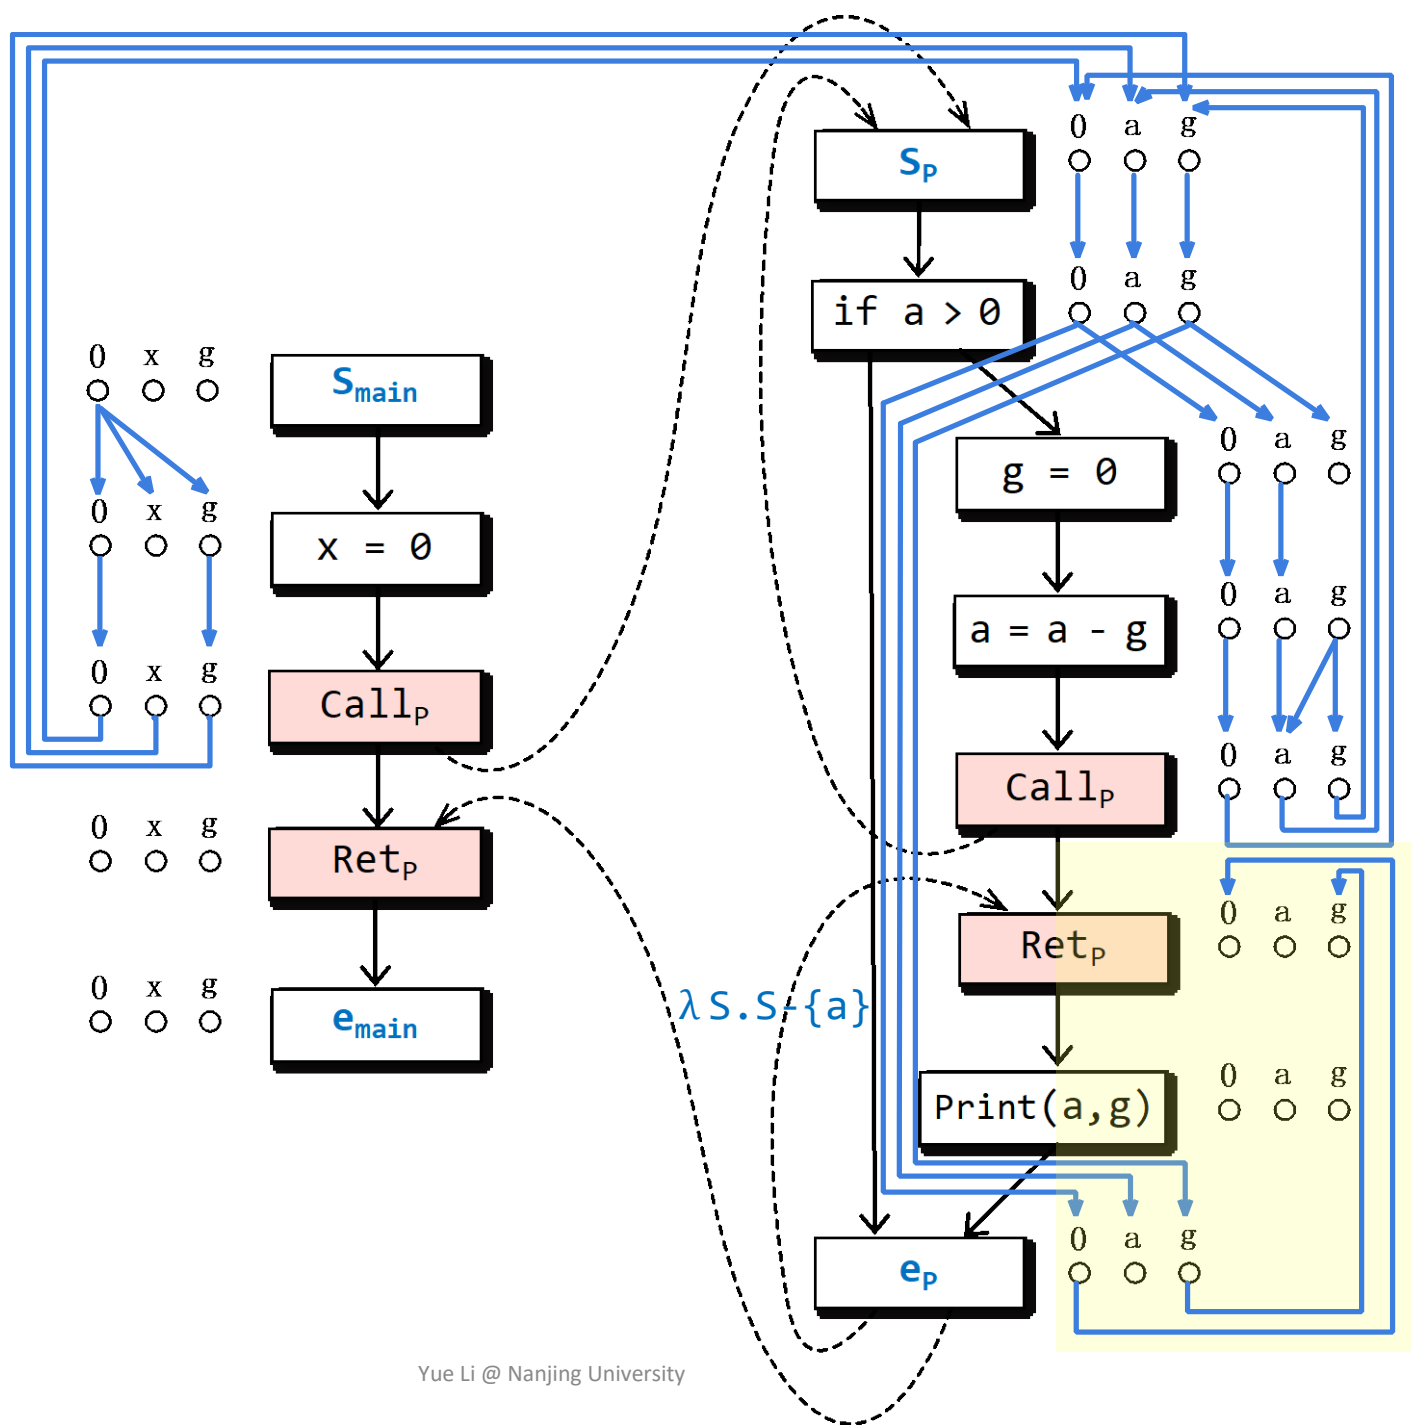 0 a g
S_P
0 a g
if a > 0
0 x g
S_main
0 a g
g = 0
0 x g
x = 0
0 a g
a = a - g
0 x g
Call_P
0 a g
Call_P
0 x g
Ret_P
0 a g
Ret_P
λS.S-{a}
0 x g
e_main
0 a g
Print(a,g)
0 a g
e_P
Yue Li @ Nanjing University